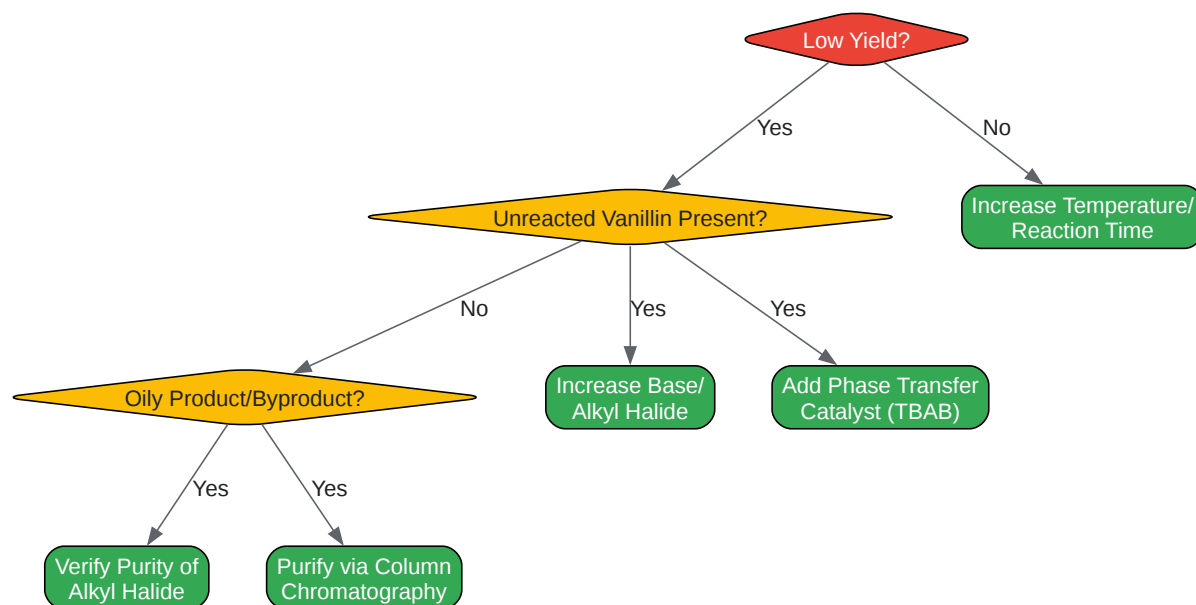 Low Yield?
Yes
No
Unreacted Vanillin Present?
Increase Temperature/
Reaction Time
No
Yes
Yes
Oily Product/Byproduct?
Increase Base/
Alkyl Halide
Add Phase Transfer
Catalyst (TBAB)
Yes
Yes
Verify Purity of
Alkyl Halide
Purify via Column
Chromatography